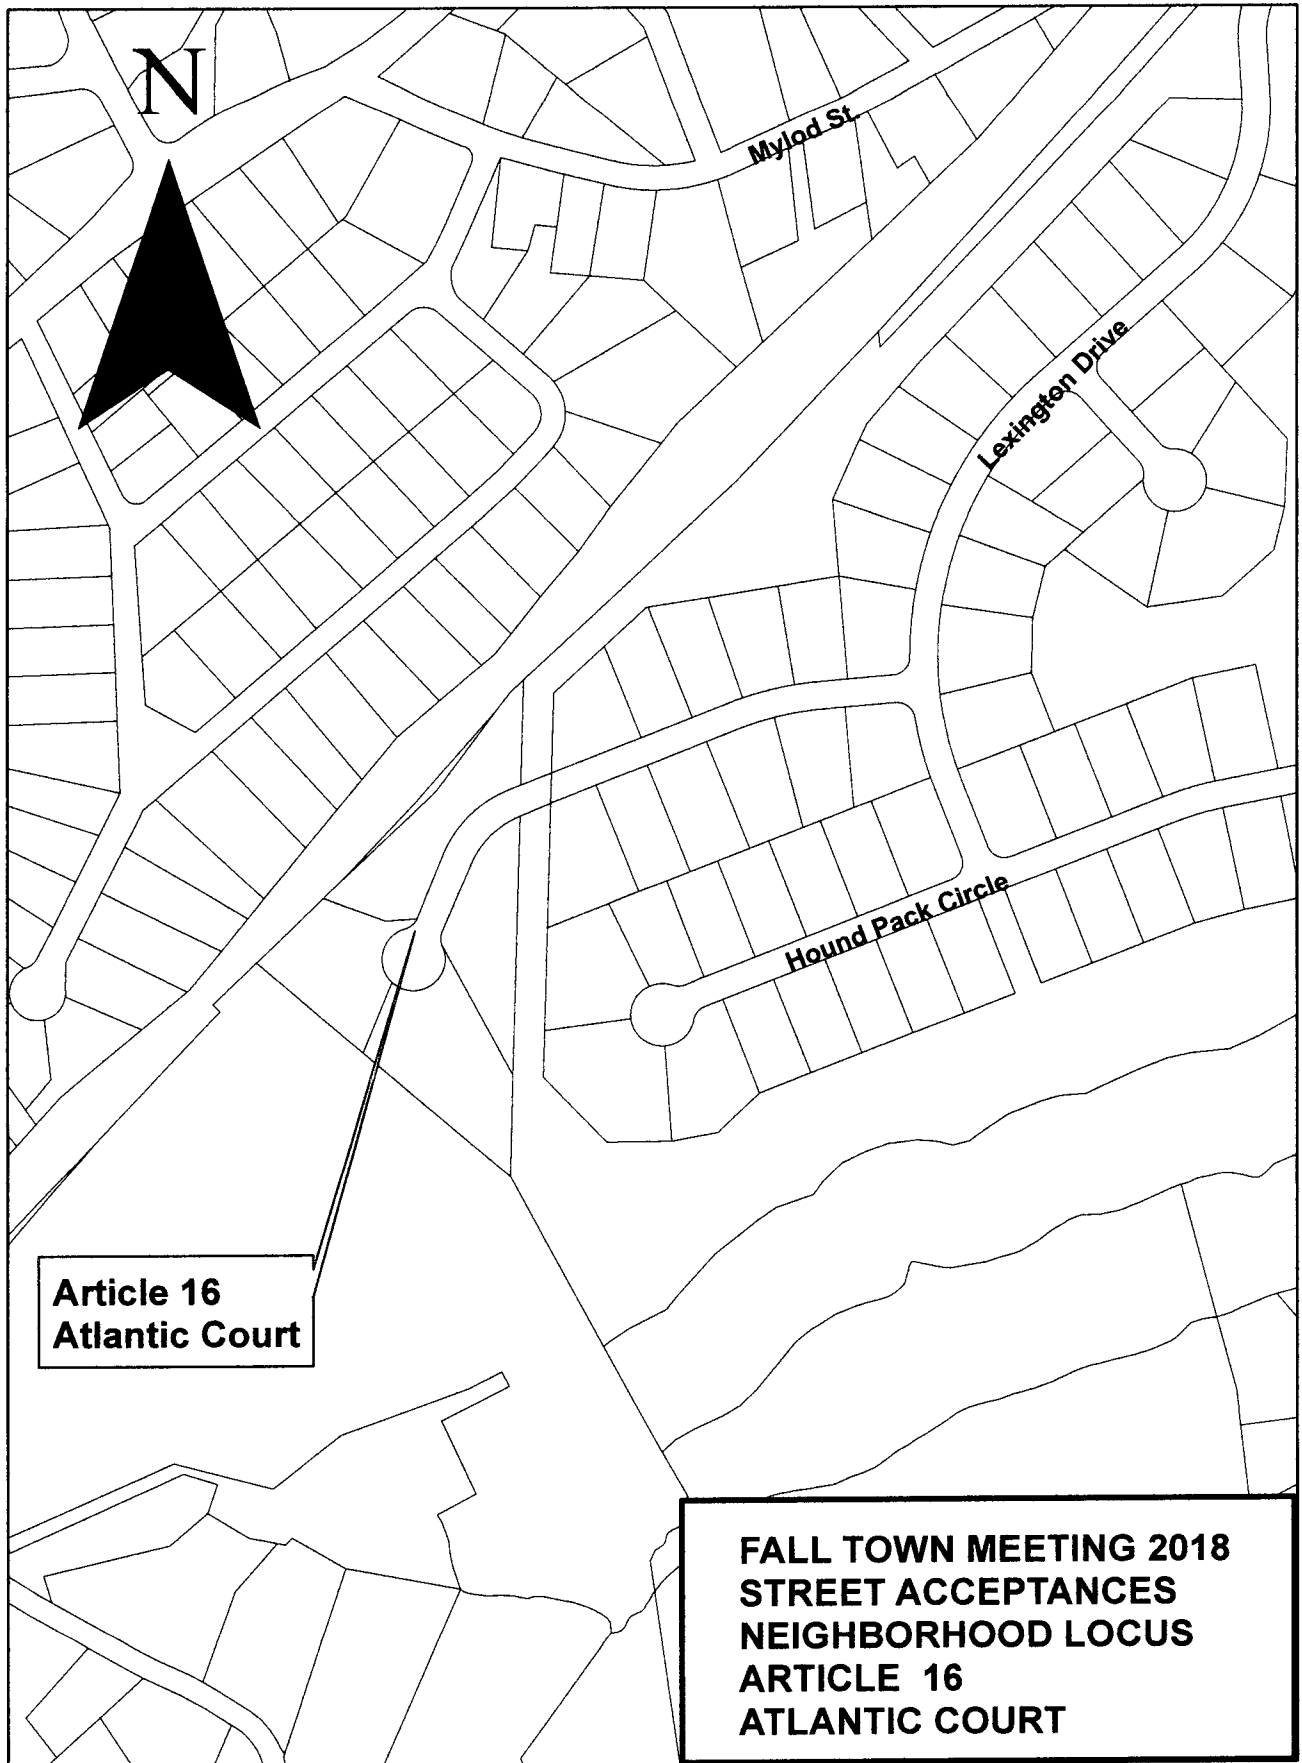 N
Mylod St.
Lexington Drive
Hound Pack Circle
Article 16
Atlantic Court
FALL TOWN MEETING 2018
STREET ACCEPTANCES
NEIGHBORHOOD LOCUS
ARTICLE 16
ATLANTIC COURT